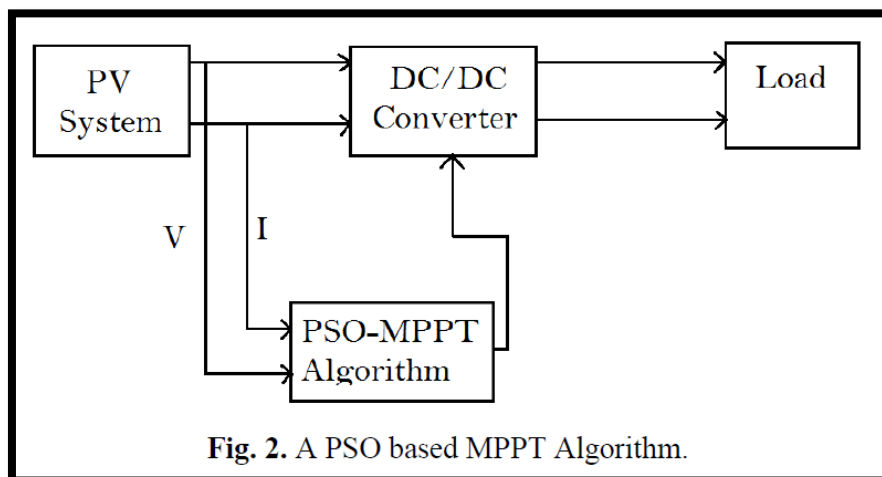 PV
System
DC/DC
Converter
Load
V
I
PSO-MPPT
Algorithm
Fig. 2. A PSO based MPPT Algorithm.